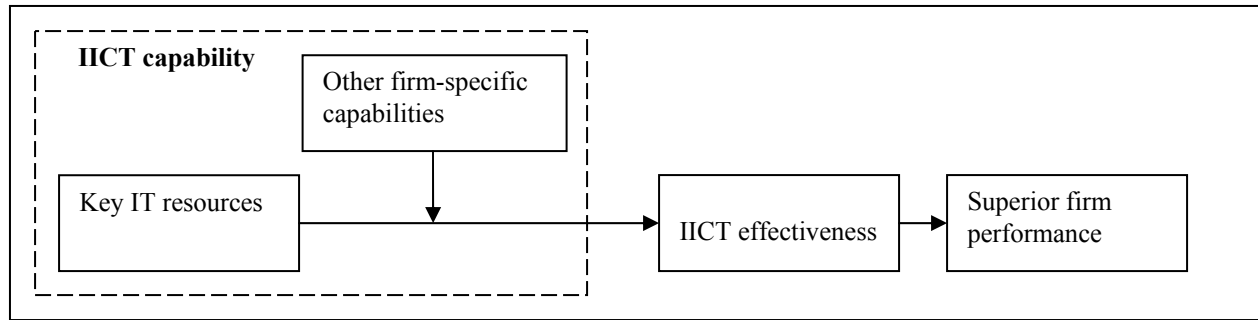 IICT capability
Other firm-specific
capabilities
Key IT resources
IICT effectiveness
Superior firm
performance